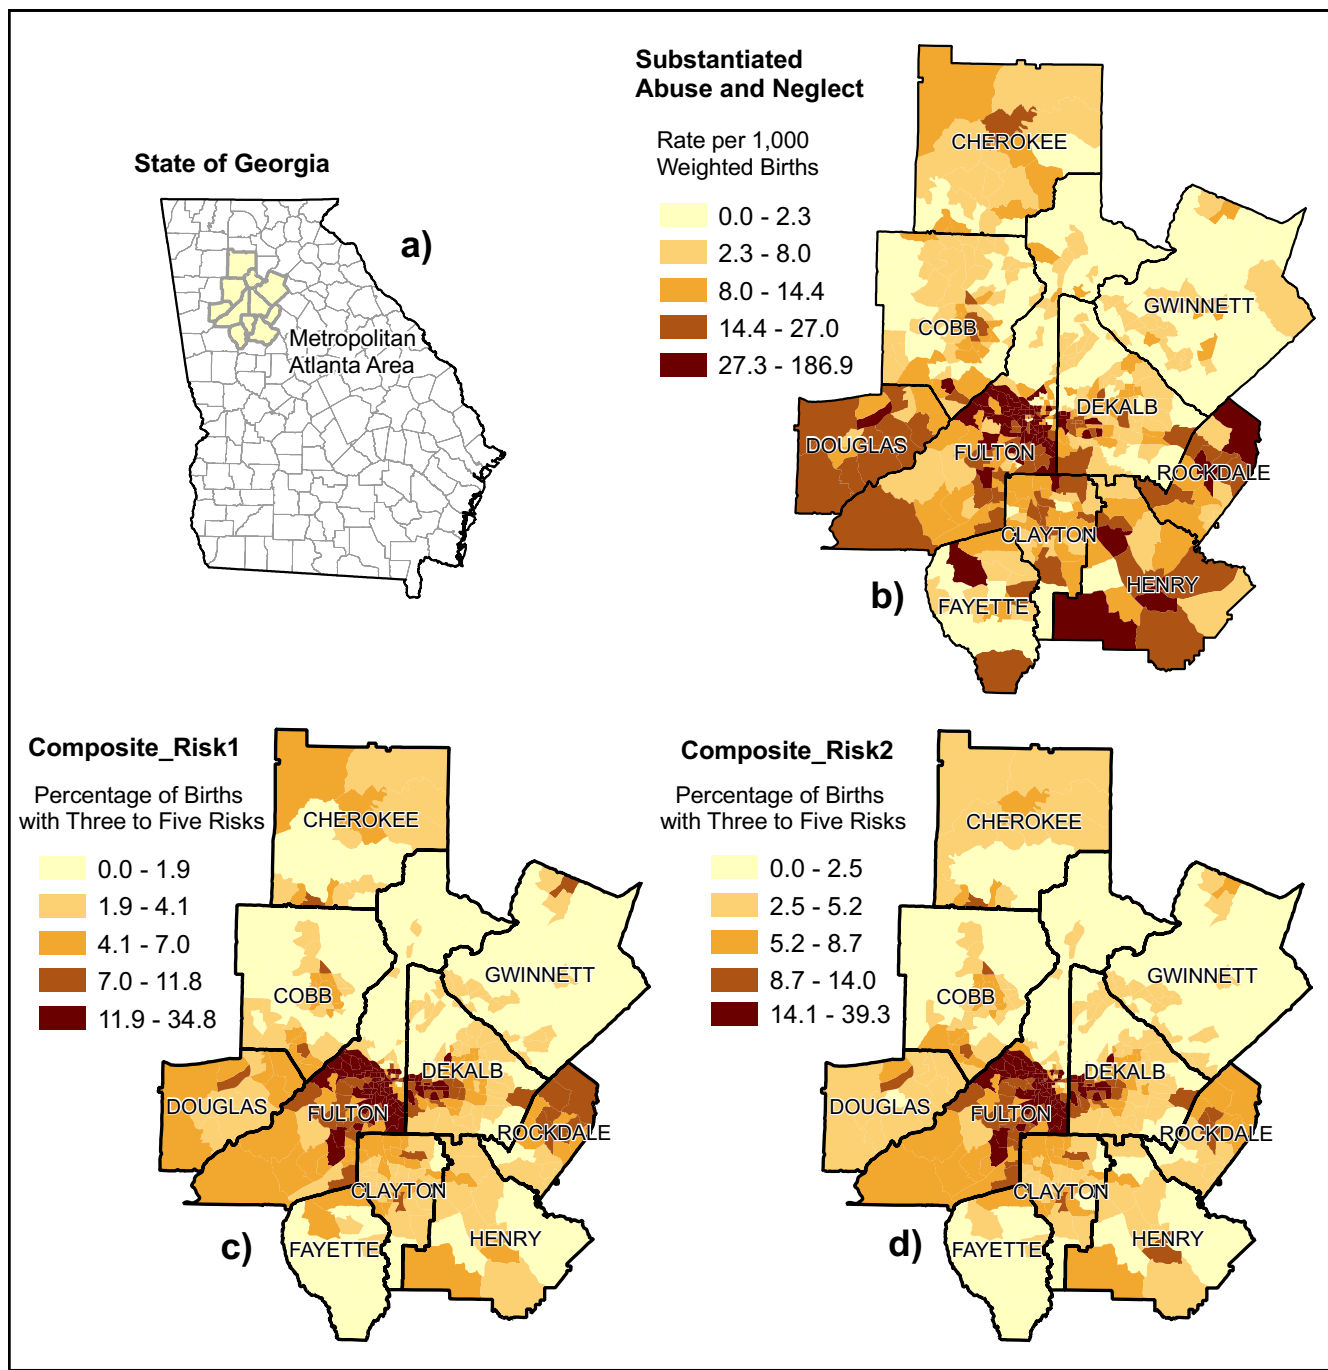 State of Georgia
a)
Metropolitan
Atlanta Area
Substantiated
Abuse and Neglect
Rate per 1,000
Weighted Births
0.0 - 2.3
2.3 - 8.0
8.0 - 14.4
14.4 - 27.0
27.3 - 186.9
CHEROKEE
GWINNETT
COBB
DEKALB
DOUGLAS
FULTON
ROCKDALE
CLAYTON
HENRY
FAYETTE
b)
Composite_Risk1
Percentage of Births
with Three to Five Risks
0.0 - 1.9
1.9 - 4.1
4.1 - 7.0
7.0 - 11.8
11.9 - 34.8
CHEROKEE
GWINNETT
COBB
DEKALB
DOUGLAS
FULTON
ROCKDALE
CLAYTON
HENRY
FAYETTE
c)
Composite_Risk2
Percentage of Births
with Three to Five Risks
0.0 - 2.5
2.5 - 5.2
5.2 - 8.7
8.7 - 14.0
14.1 - 39.3
CHEROKEE
GWINNETT
COBB
DEKALB
DOUGLAS
FULTON
ROCKDALE
CLAYTON
HENRY
FAYETTE
d)